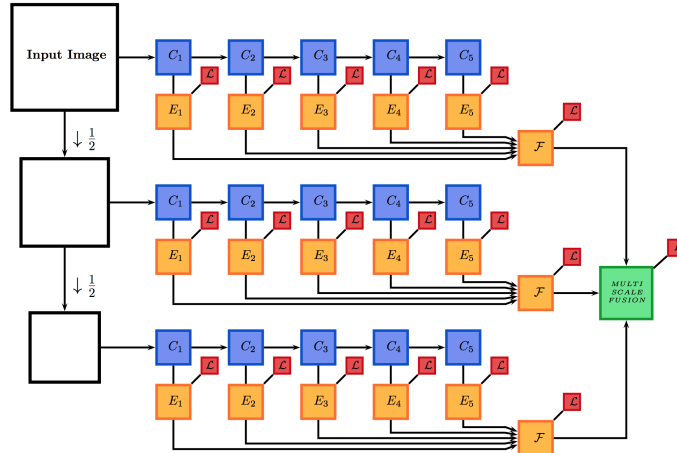 Input Image
C₁ C₂ C₃ C₄ C₅
ℒ ℒ ℒ ℒ ℒ
E₁ E₂ E₃ E₄ E₅
ℒ
ℱ
↓ 1/2
C₁ C₂ C₃ C₄ C₅
ℒ ℒ ℒ ℒ ℒ
E₁ E₂ E₃ E₄ E₅
ℒ
ℱ
ℒ
MULTI
SCALE
FUSION
↓ 1/2
C₁ C₂ C₃ C₄ C₅
ℒ ℒ ℒ ℒ ℒ
E₁ E₂ E₃ E₄ E₅
ℒ
ℱ